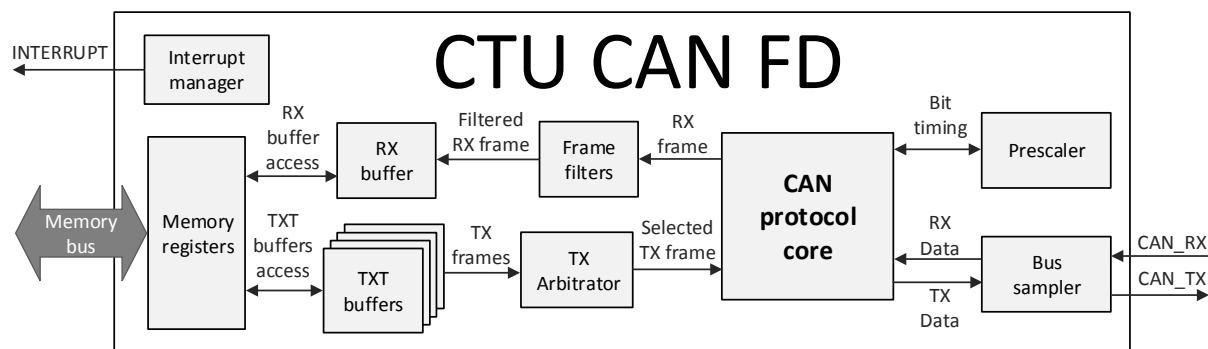 CTU CAN FD
INTERRUPT
Interrupt
manager
RX
buffer
access
RX
buffer
Filtered
RX frame
Frame
filters
RX
frame
CAN
protocol
core
Bit
timing
Prescaler
Memory
bus
Memory
registers
TXT
buffers
access
TXT
buffers
TX
frames
TX
Arbitrator
Selected
TX frame
RX
Data
TX
Data
Bus
sampler
CAN_RX
CAN_TX